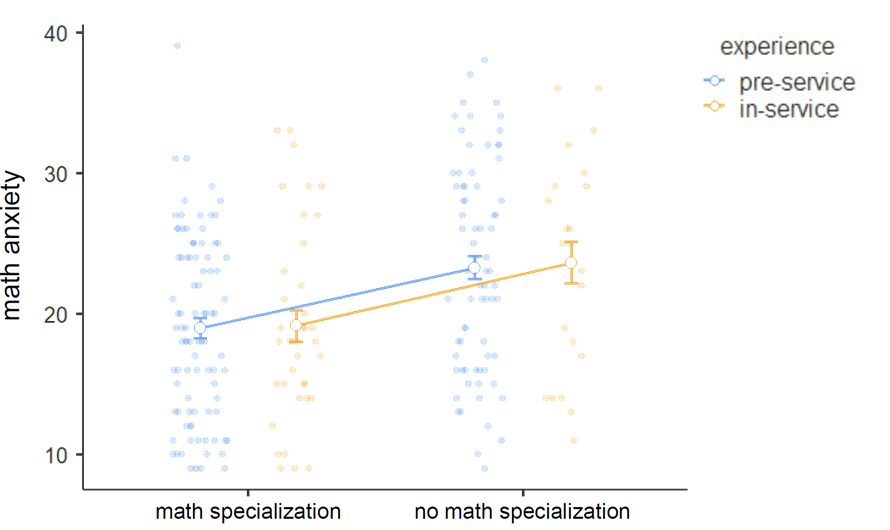 experience
pre-service
in-service
math anxiety
40
30
20
10
math specialization
no math specialization